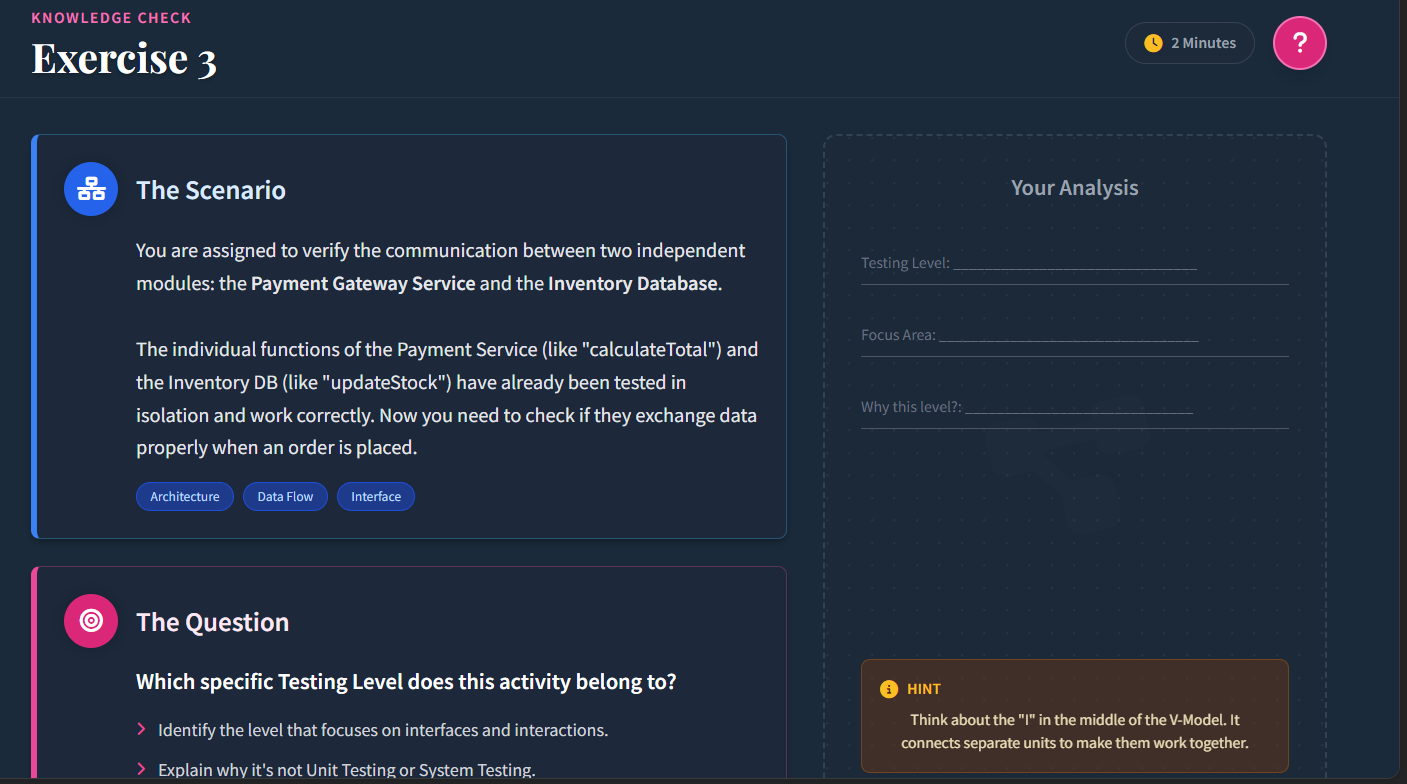 KNOWLEDGE CHECK
Exercise 3
2 Minutes
?
The Scenario
You are assigned to verify the communication between two independent
modules: the Payment Gateway Service and the Inventory Database.
The individual functions of the Payment Service (like "calculateTotal") and
the Inventory DB (like "updateStock") have already been tested in
isolation and work correctly. Now you need to check if they exchange data
properly when an order is placed.
Architecture
Data Flow
Interface
The Question
Which specific Testing Level does this activity belong to?
Identify the level that focuses on interfaces and interactions.
Explain why it's not Unit Testing or System Testing.
Your Analysis
Testing Level: ______________________________
Focus Area: ________________________________
Why this level?: ____________________________
HINT
Think about the "I" in the middle of the V-Model. It
connects separate units to make them work together.